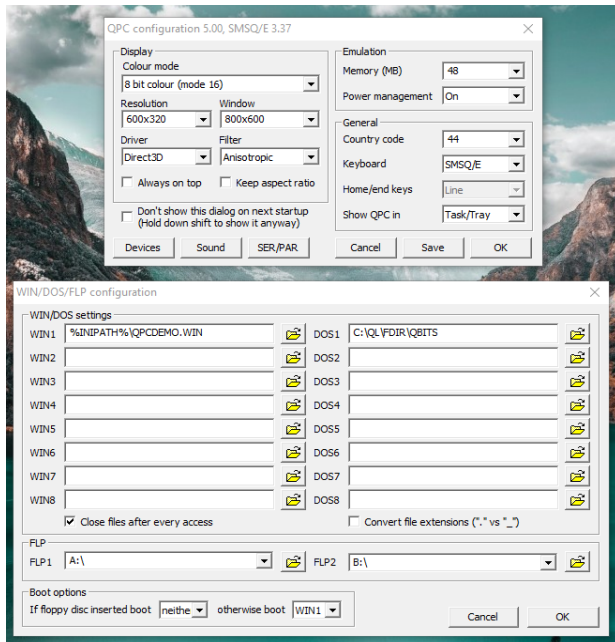 QPC configuration 5.00, SMSQ/E 3.37
Display
Colour mode
8 bit colour (mode 16)
Resolution Window
600x320 800x600
Driver Filter
Direct3D Anisotropic
Always on top Keep aspect ratio
Don't show this dialog on next startup
(Hold down shift to show it anyway)
Devices Sound SER/PAR
Emulation
Memory (MB) 48
Power management On
General
Country code 44
Keyboard SMSQ/E
Home/end keys Line
Show QPC in Task/Tray
Cancel Save OK
WIN/DOS/FLP configuration
WIN/DOS settings
WIN1 %INIPATH%\QPCDEMO.WIN DOS1 C:\QL\FDIR\QBITS
WIN2 DOS2
WIN3 DOS3
WIN4 DOS4
WIN5 DOS5
WIN6 DOS6
WIN7 DOS7
WIN8 DOS8
Close files after every access Convert file extensions ("." vs "_")
FLP
FLP1 A:\ FLP2 B:\
Boot options
If floppy disc inserted boot neithe otherwise boot WIN1
Cancel OK